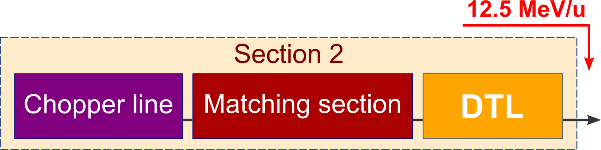 12.5 MeV/u
Section 2
Chopper line
Matching section
DTL